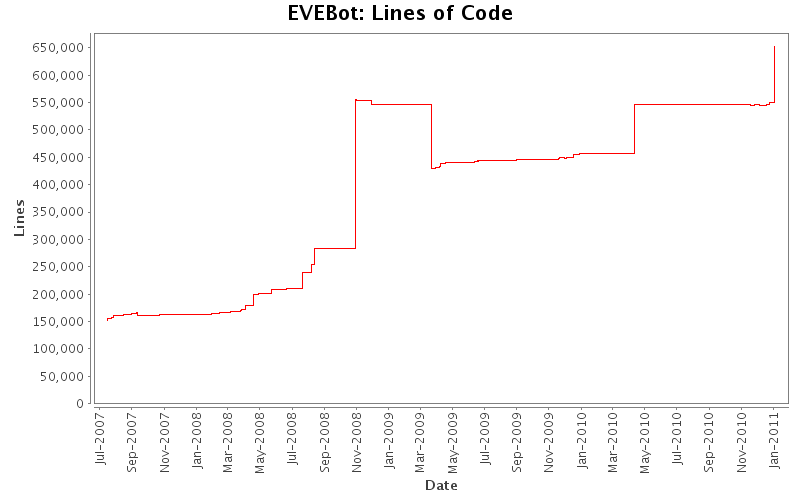 EVEBot: Lines of Code
Lines
650,000
600,000
550,000
500,000
450,000
400,000
350,000
300,000
250,000
200,000
150,000
100,000
50,000
0
Jul-2007
Sep-2007
Nov-2007
Jan-2008
Mar-2008
May-2008
Jul-2008
Sep-2008
Nov-2008
Jan-2009
Mar-2009
May-2009
Jul-2009
Sep-2009
Nov-2009
Jan-2010
Mar-2010
May-2010
Jul-2010
Sep-2010
Nov-2010
Jan-2011
Date